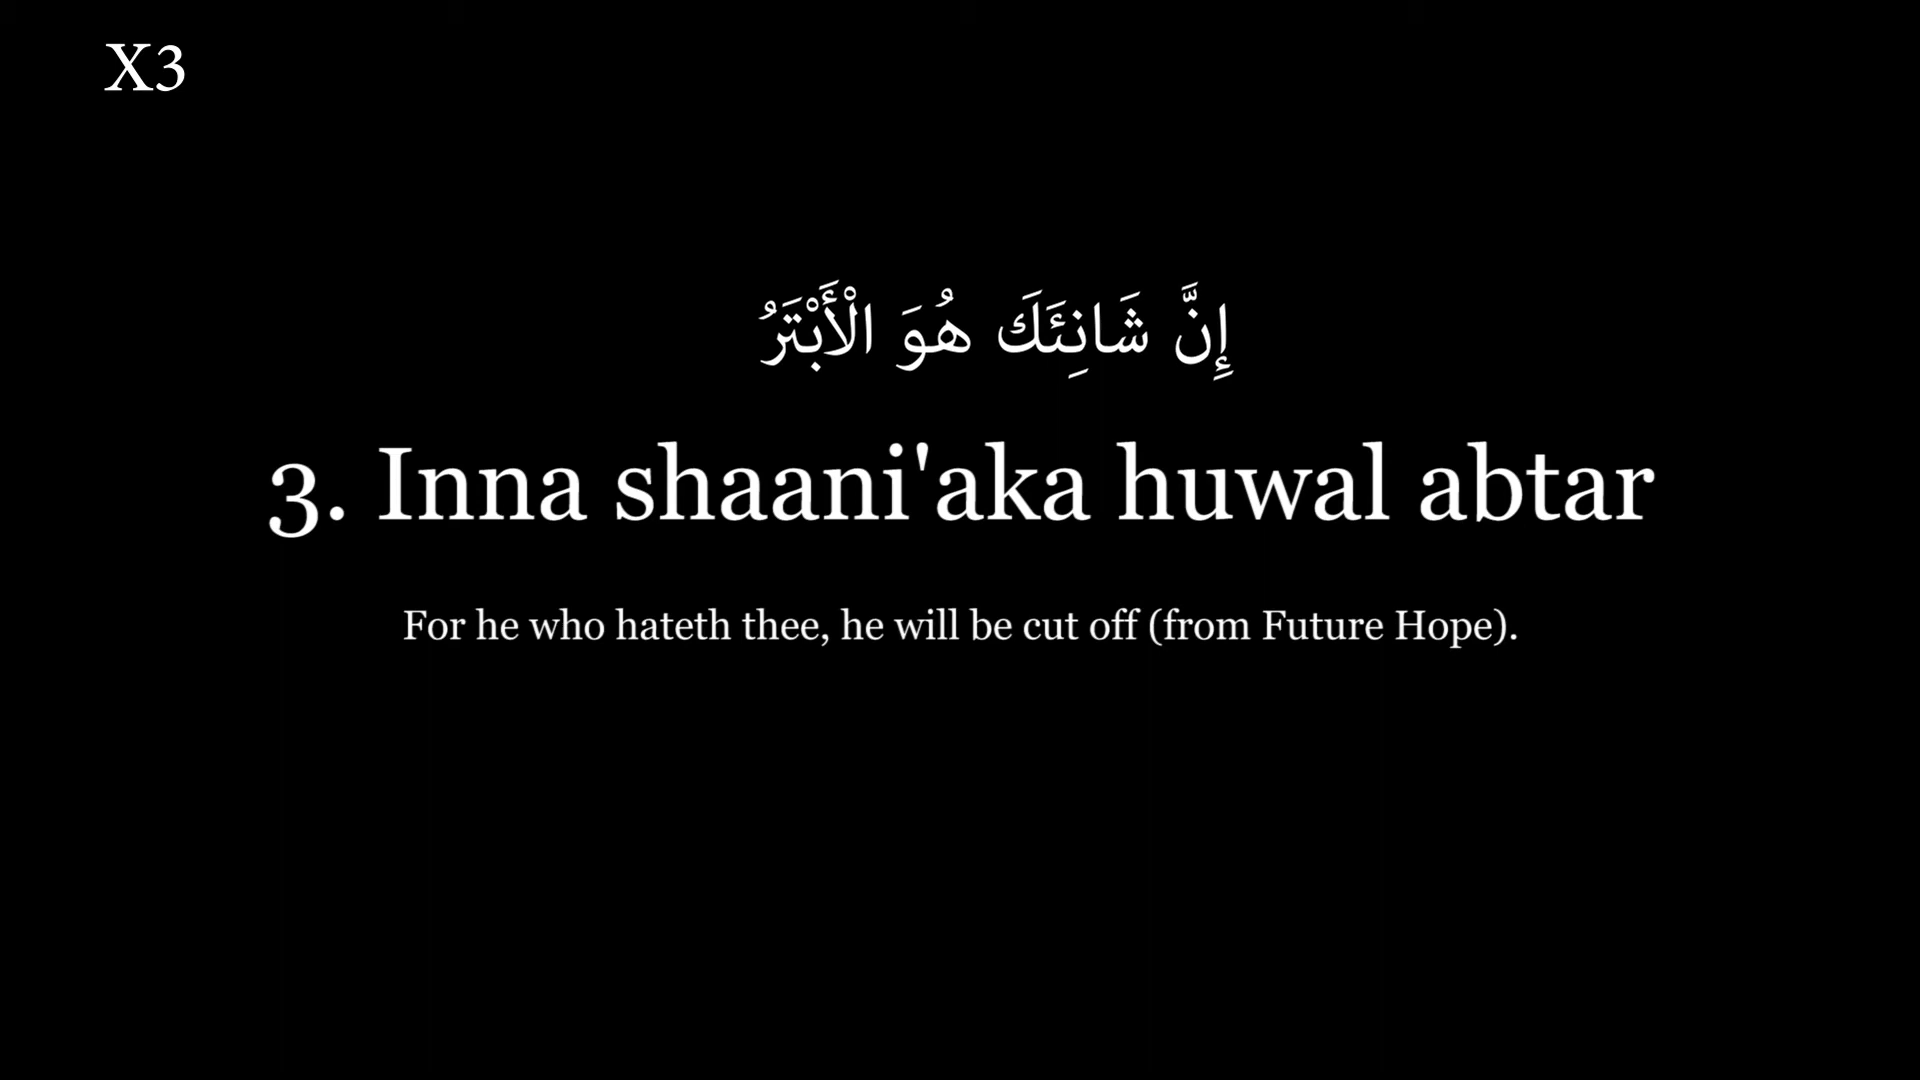 X3
إِنَّ شَانِئَكَ هُوَ الْأَبْتَرُ
3. Inna shaani'aka huwal abtar
For he who hateth thee, he will be cut off (from Future Hope).